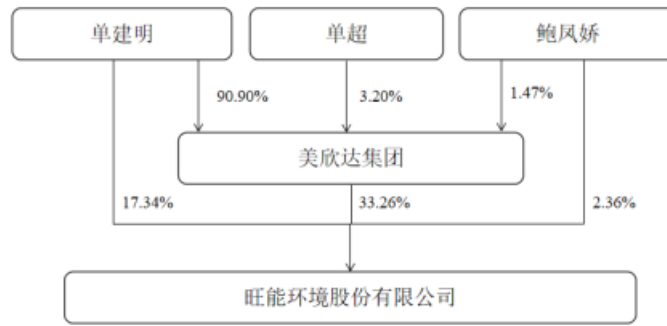 单建明
单超
鲍凤娇
90.90%
3.20%
1.47%
美欣达集团
17.34%
33.26%
2.36%
旺能环境股份有限公司